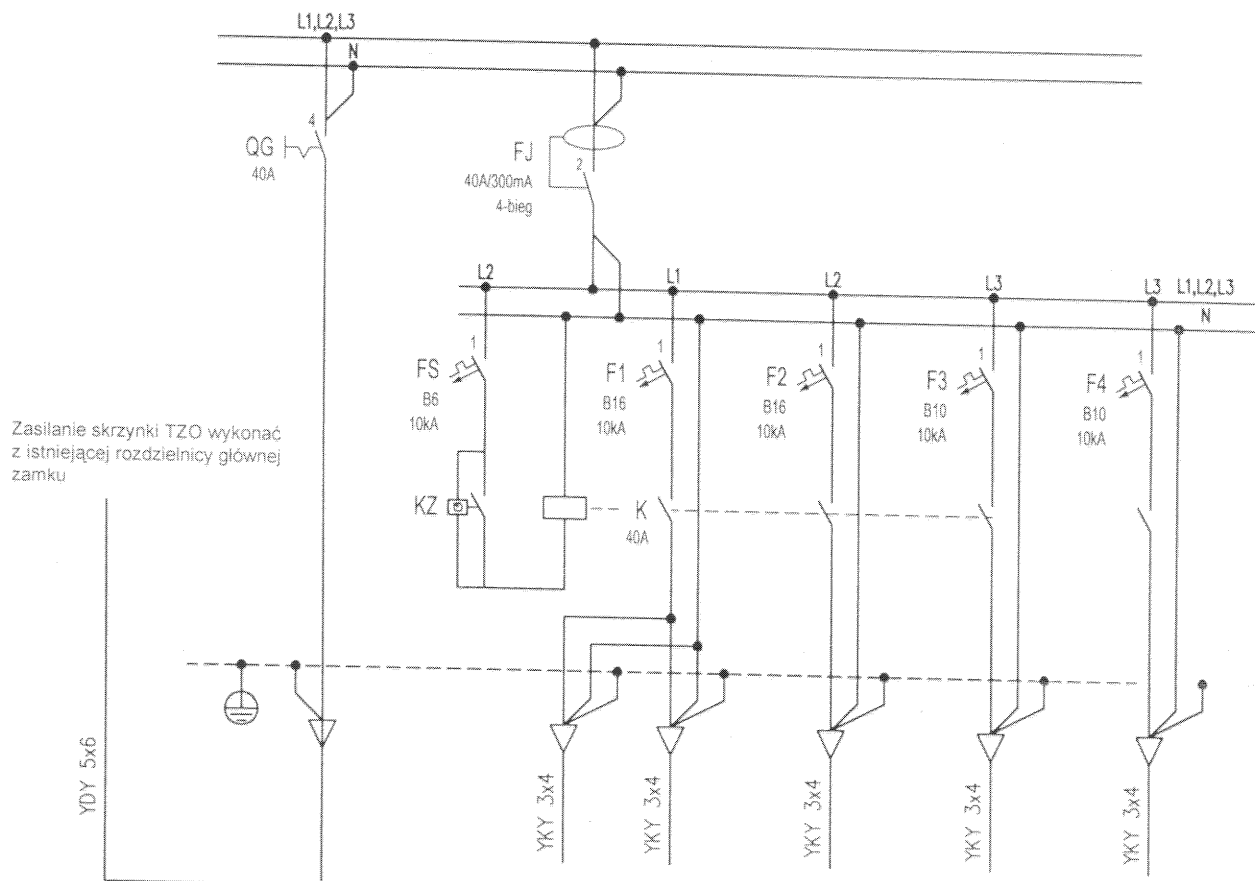 L1,L2,L3
N
4
QG
40A
FJ
40A/300mA
4-bieg
2
L2
L1
L2
L3
L3
L1,L2,L3
N
1
FS
B6
10kA
1
F1
B16
10kA
1
F2
B16
10kA
1
F3
B10
10kA
1
F4
B10
10kA
Zasilanie skrzynki TZO wykonać
z istniejącej rozdzielnicy głównej
zamku
KZ
K
40A
YDY 5x6
YKY 3x4
YKY 3x4
YKY 3x4
YKY 3x4
YKY 3x4